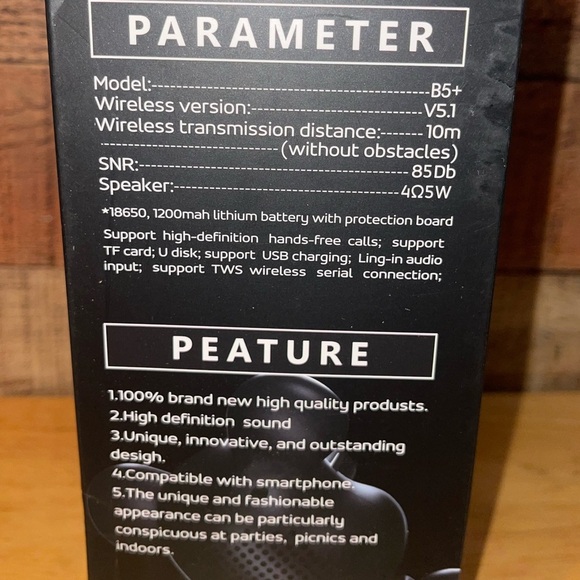 PARAMETER
Model:------------------------------------B5+
Wireless version:----------------------V5.1
Wireless transmission distance:------10m
-----------------------(without obstacles)
SNR:-----------------------------------85Db
Speaker:-----------------------------4Ω5W
*18650, 1200mah lithium battery with protection board
Support high-definition hands-free calls; support
TF card; U disk; support USB charging; Ling-in audio
input; support TWS wireless serial connection;
PEATURE
1.100% brand new high quality produsts.
2.High definition sound
3.Unique, innovative, and outstanding
desigh.
4.Compatible with smartphone.
5.The unique and fashionable
appearance can be particularly
conspicuous at parties, picnics and
indoors.